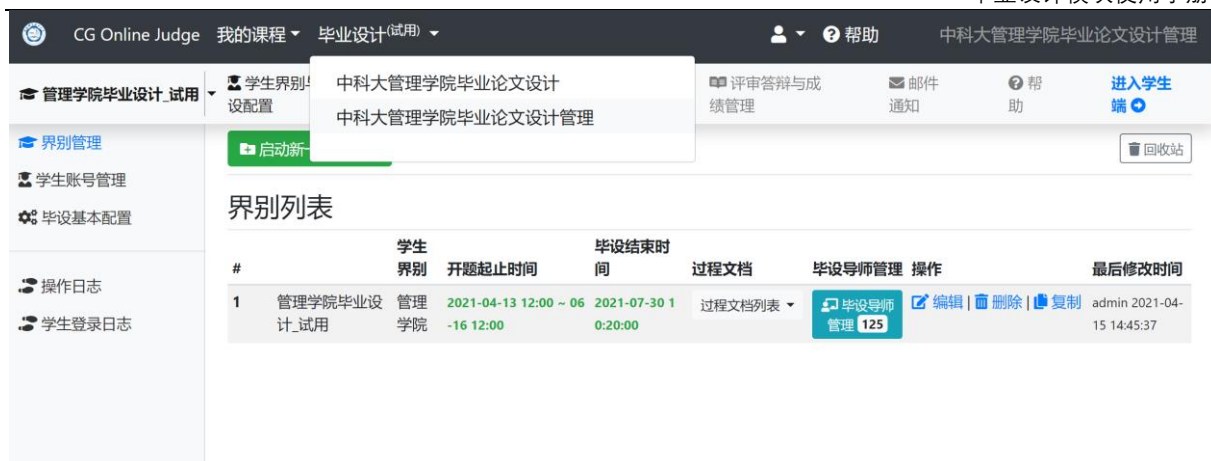 CG Online Judge 我的课程 毕业设计(试用) 帮助 中科大管理学院毕业论文设计管理
管理学院毕业设计_试用
学生界别
设配置
中科大管理学院毕业论文设计
中科大管理学院毕业论文设计管理
评审答辩与成
绩管理
邮件
通知
帮
助
进入学生
端
界别管理
学生账号管理
毕设基本配置
操作日志
学生登录日志
启动新一
回收站
界别列表
# 学生
界别 开题起止时间 毕设结束时
间 过程文档 毕设导师管理 操作 最后修改时间
1 管理学院毕业设
计_试用 管理
学院 2021-04-13 12:00 ~ 06
-16 12:00 2021-07-30 1
0:20:00 过程文档列表 毕设导师
管理 125 编辑 | 删除 | 复制 admin 2021-04-
15 14:45:37